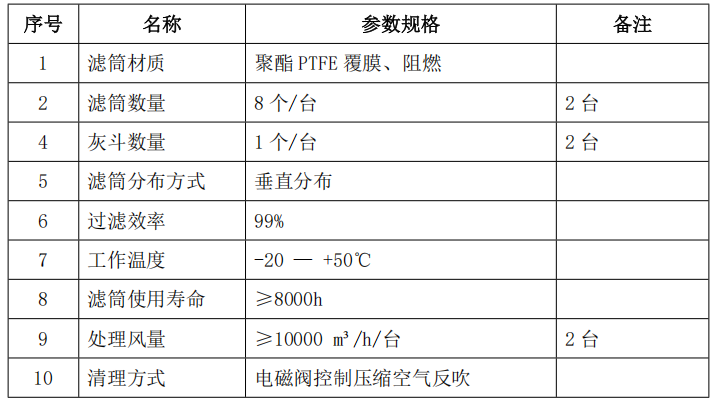 序号 名称 参数规格 备注
1 滤筒材质 聚酯 PTFE 覆膜、阻燃
2 滤筒数量 8 个/台 2 台
4 灰斗数量 1 个/台 2 台
5 滤筒分布方式 垂直分布
6 过滤效率 99%
7 工作温度 -20 — +50℃
8 滤筒使用寿命 ≥8000h
9 处理风量 ≥10000 m³/h/台 2 台
10 清理方式 电磁阀控制压缩空气反吹